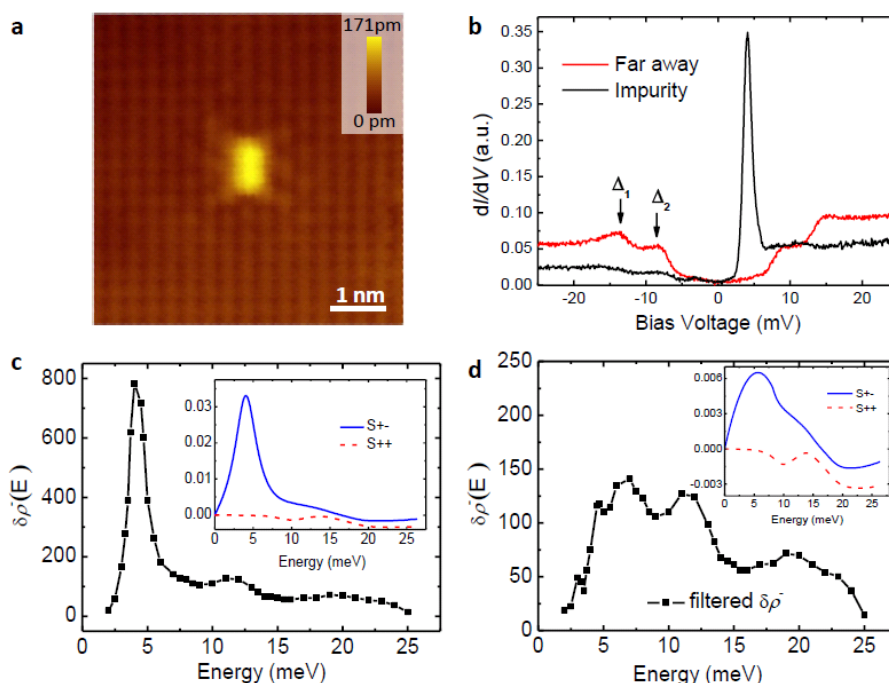 a
171pm
0 pm
1 nm
b
0.35
0.30
0.25
0.20
0.15
0.10
0.05
0.00
dI/dV (a.u.)
Far away
Impurity
Δ1
Δ2
-20
-10
0
10
20
Bias Voltage (mV)
c
800
600
400
200
0
δρ⁻(E)
0.03
0.02
0.01
0.00
S+-
S++
0
5
10
15
20
25
Energy (meV)
0
5
10
15
20
25
Energy (meV)
d
250
200
150
100
50
0
δρ⁻(E)
0.006
0.003
0.000
-0.003
S+-
S++
0
5
10
15
20
25
Energy (meV)
filtered δρ⁻
0
5
10
15
20
25
Energy (meV)